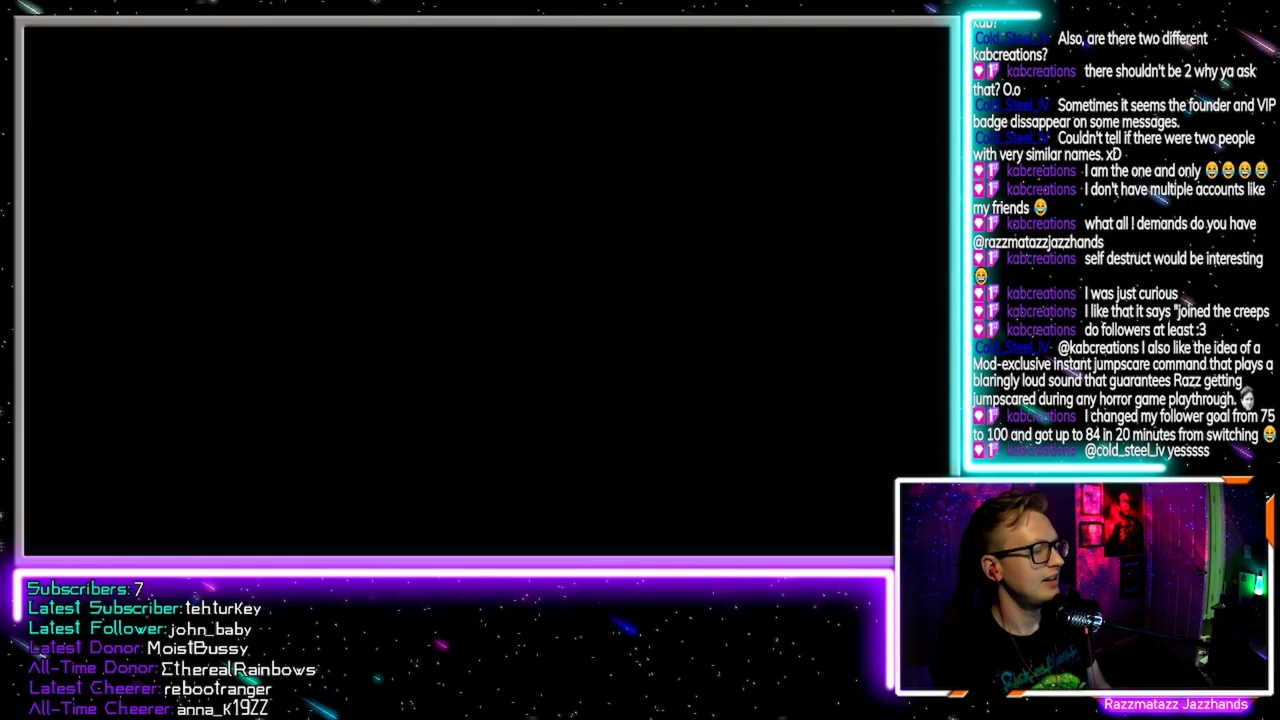 kab?
Cold_Steel_IV Also, are there two different
kabcreations?
kabcreations there shouldn't be 2 why ya ask
that? O.o
Cold_Steel_IV Sometimes it seems the founder and VIP
badge dissappear on some messages.
Cold_Steel_IV Couldn't tell if there were two people
with very similar names. xD
kabcreations I am the one and only 😂😂😂😂
kabcreations I don't have multiple accounts like
my friends 😂
kabcreations what all ! demands do you have
@razzmatazzjazzhands
kabcreations self destruct would be interesting
😂
kabcreations I was just curious
kabcreations I like that it says "joined the creeps
kabcreations do followers at least :3
Cold_Steel_IV @kabcreations I also like the idea of a
Mod-exclusive instant jumpscare command that plays a
blaringly loud sound that guarantees Razz getting
jumpscared during any horror game playthrough.
kabcreations I changed my follower goal from 75
to 100 and got up to 84 in 20 minutes from switching 😂
kabcreations @cold_steel_iv yesssss
Subscribers: 7
Latest Subscriber: tehturkey
Latest Follower: john_baby
Latest Donor: MoistBussy
All-Time Donor: EtherealRainbows
Latest Cheerer: rebootranger
All-Time Cheerer: anna_k19ZZ
Razzmatazz Jazzhands